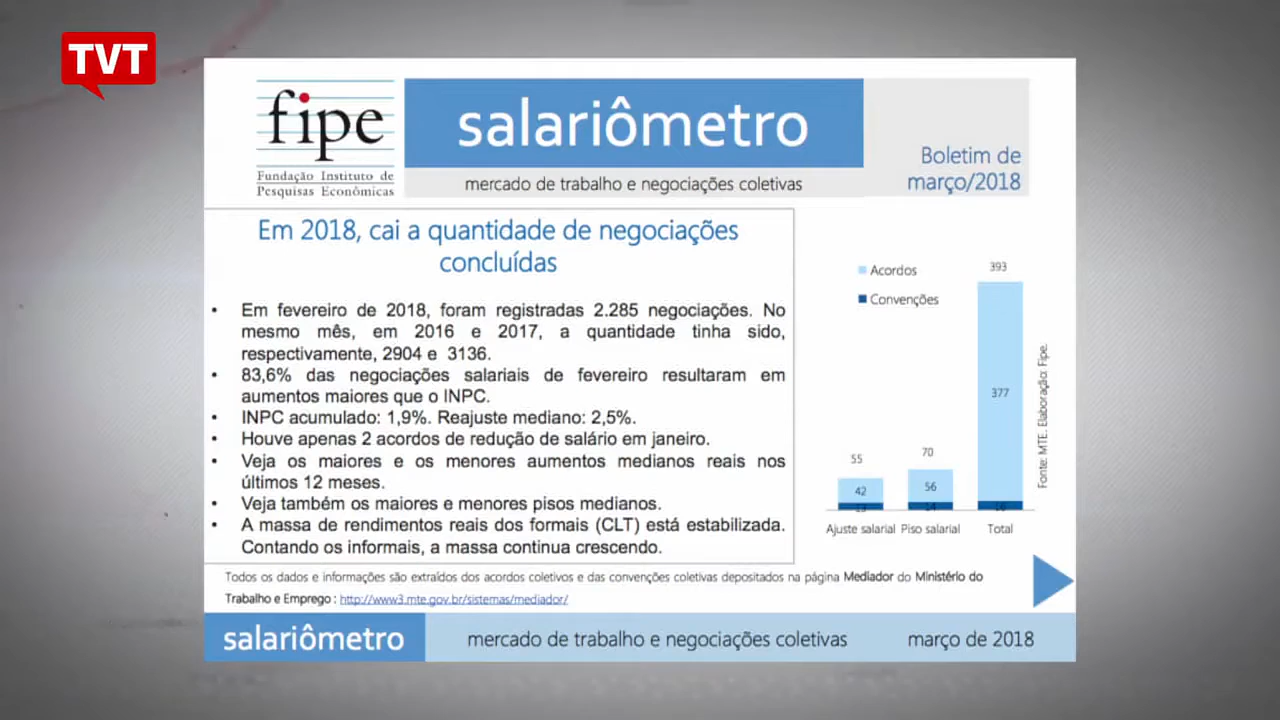 TVT
fipe
Fundação Instituto de
Pesquisas Econômicas
salariômetro
mercado de trabalho e negociações coletivas
Boletim de
março/2018
Em 2018, cai a quantidade de negociações
concluídas
• Em fevereiro de 2018, foram registradas 2.285 negociações. No
mesmo mês, em 2016 e 2017, a quantidade tinha sido,
respectivamente, 2904 e 3136.
• 83,6% das negociações salariais de fevereiro resultaram em
aumentos maiores que o INPC.
• INPC acumulado: 1,9%. Reajuste mediano: 2,5%.
• Houve apenas 2 acordos de redução de salário em janeiro.
• Veja os maiores e os menores aumentos medianos reais nos
últimos 12 meses.
• Veja também os maiores e menores pisos medianos.
• A massa de rendimentos reais dos formais (CLT) está estabilizada.
Contando os informais, a massa continua crescendo.
Acordos
Convenções
393
377
16
55
42
13
70
56
14
Ajuste salarial Piso salarial Total
Fonte: MTE. Elaboração: Fipe.
Todos os dados e informações são extraídos dos acordos coletivos e das convenções coletivas depositados na página Mediador do Ministério do
Trabalho e Emprego : http://www3.mte.gov.br/sistemas/mediador/
salariômetro
mercado de trabalho e negociações coletivas
março de 2018